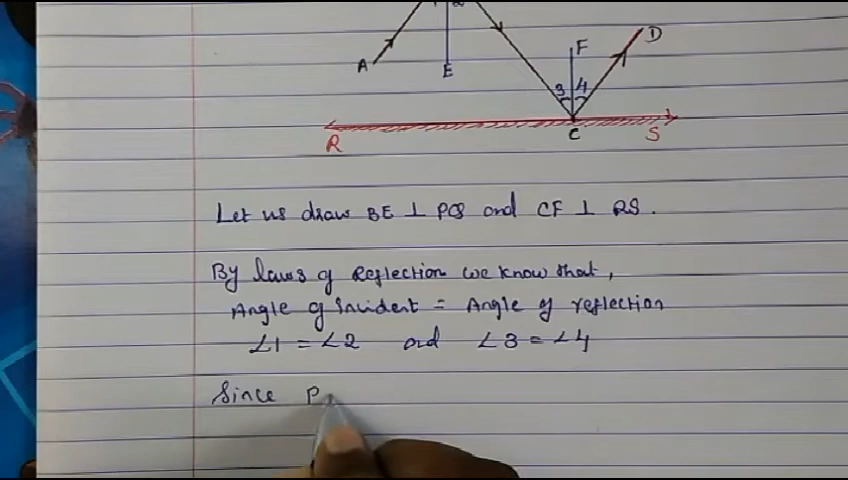 A
E
F
D
3 4
R
C
S
Let us draw BE ⊥ PQ and CF ⊥ RS.
By laws of Reflection we know that,
Angle of Incident = Angle of reflection
∠1 = ∠2 and ∠3 = ∠4
Since P